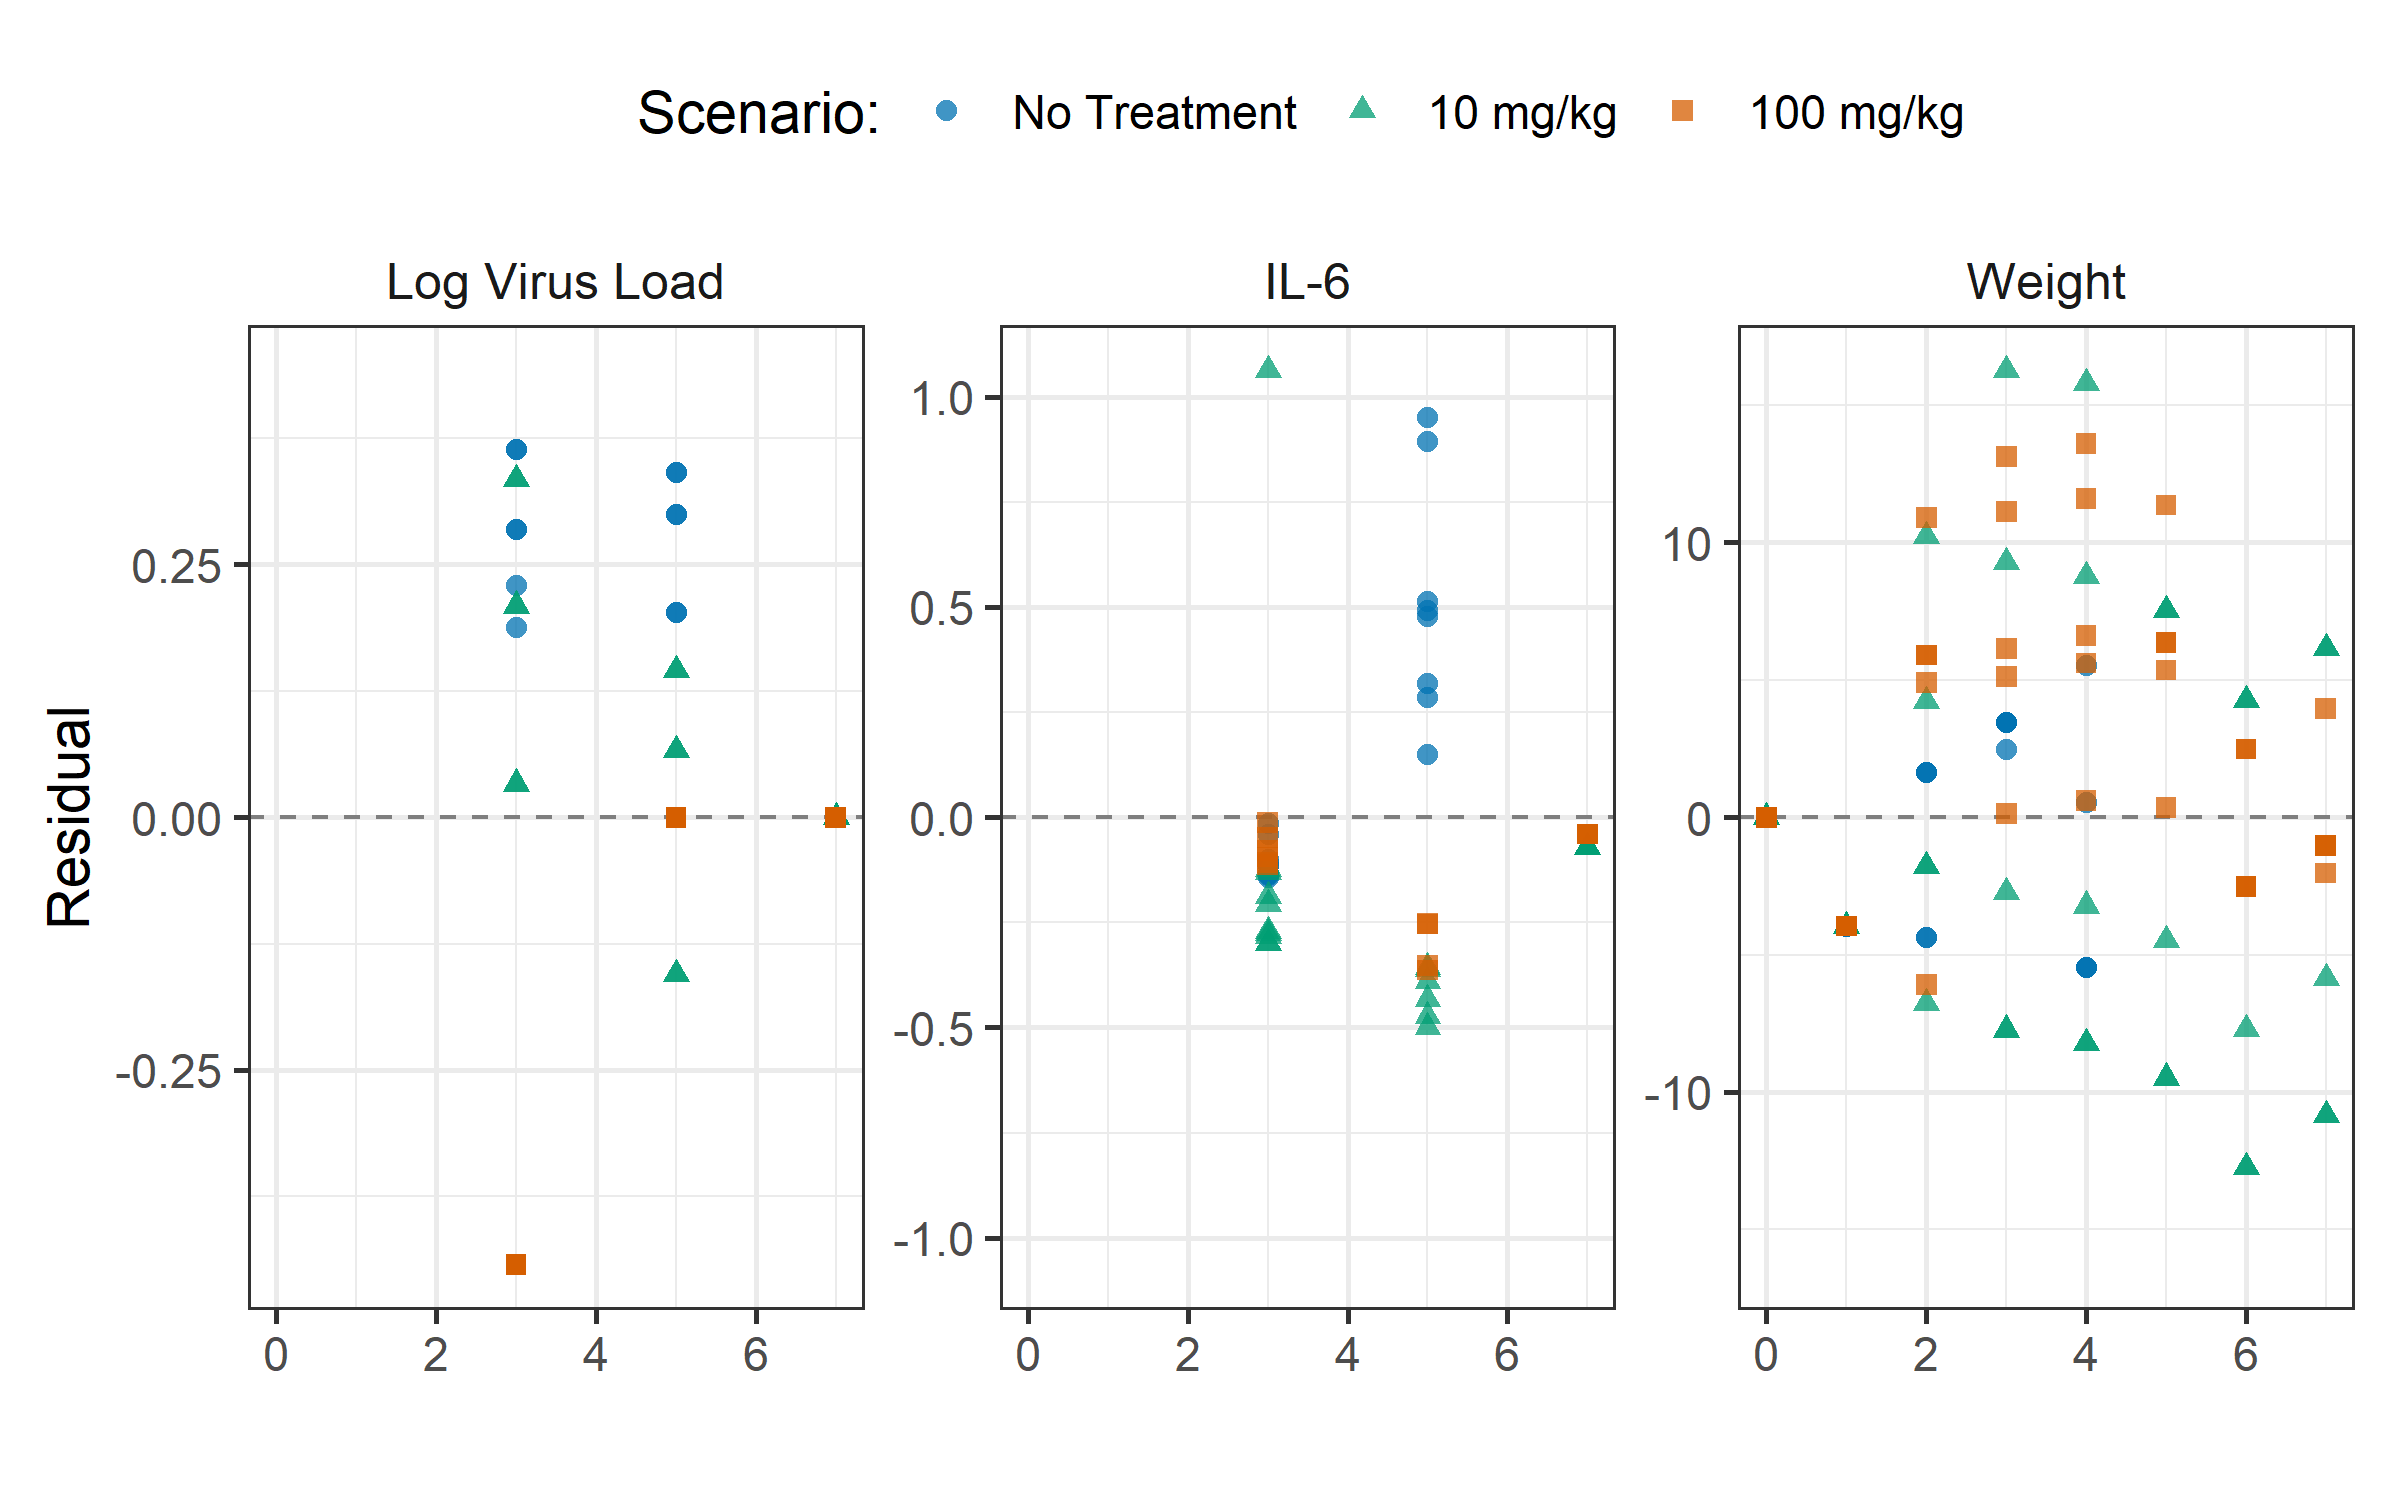 Scenario: No Treatment 10 mg/kg 100 mg/kg
Log Virus Load IL-6 Weight
Residual
0.25
0.00
-0.25
1.0
0.5
0.0
-0.5
-1.0
10
0
-10
0 2 4 6 0 2 4 6 0 2 4 6